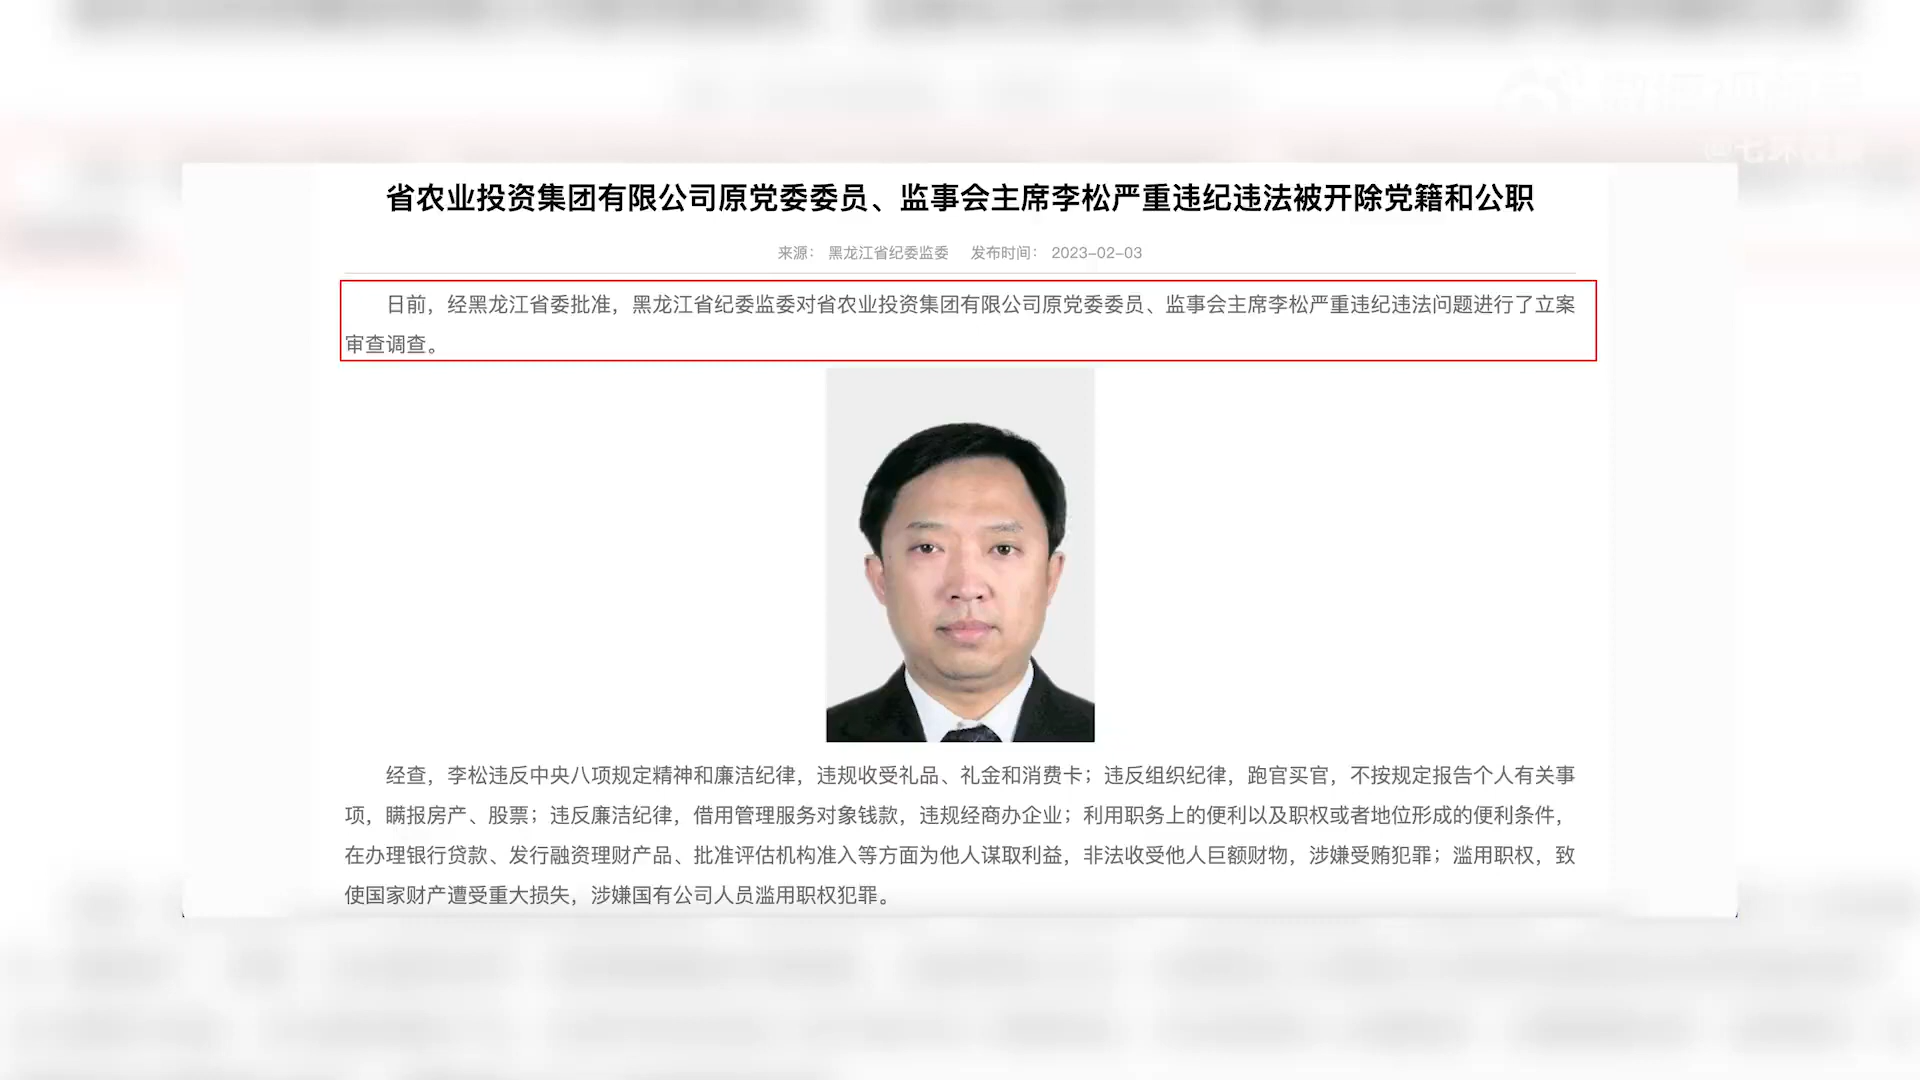 省农业投资集团有限公司原党委委员、监事会主席李松严重违纪违法被开除党籍和公职
来源： 黑龙江省纪委监委 发布时间： 2023-02-03
日前，经黑龙江省委批准，黑龙江省纪委监委对省农业投资集团有限公司原党委委员、监事会主席李松严重违纪违法问题进行了立案
审查调查。
经查，李松违反中央八项规定精神和廉洁纪律，违规收受礼品、礼金和消费卡；违反组织纪律，跑官买官，不按规定报告个人有关事
项，瞒报房产、股票；违反廉洁纪律，借用管理服务对象钱款，违规经商办企业；利用职务上的便利以及职权或者地位形成的便利条件，
在办理银行贷款、发行融资理财产品、批准评估机构准入等方面为他人谋取利益，非法收受他人巨额财物，涉嫌受贿犯罪；滥用职权，致
使国家财产遭受重大损失，涉嫌国有公司人员滥用职权犯罪。